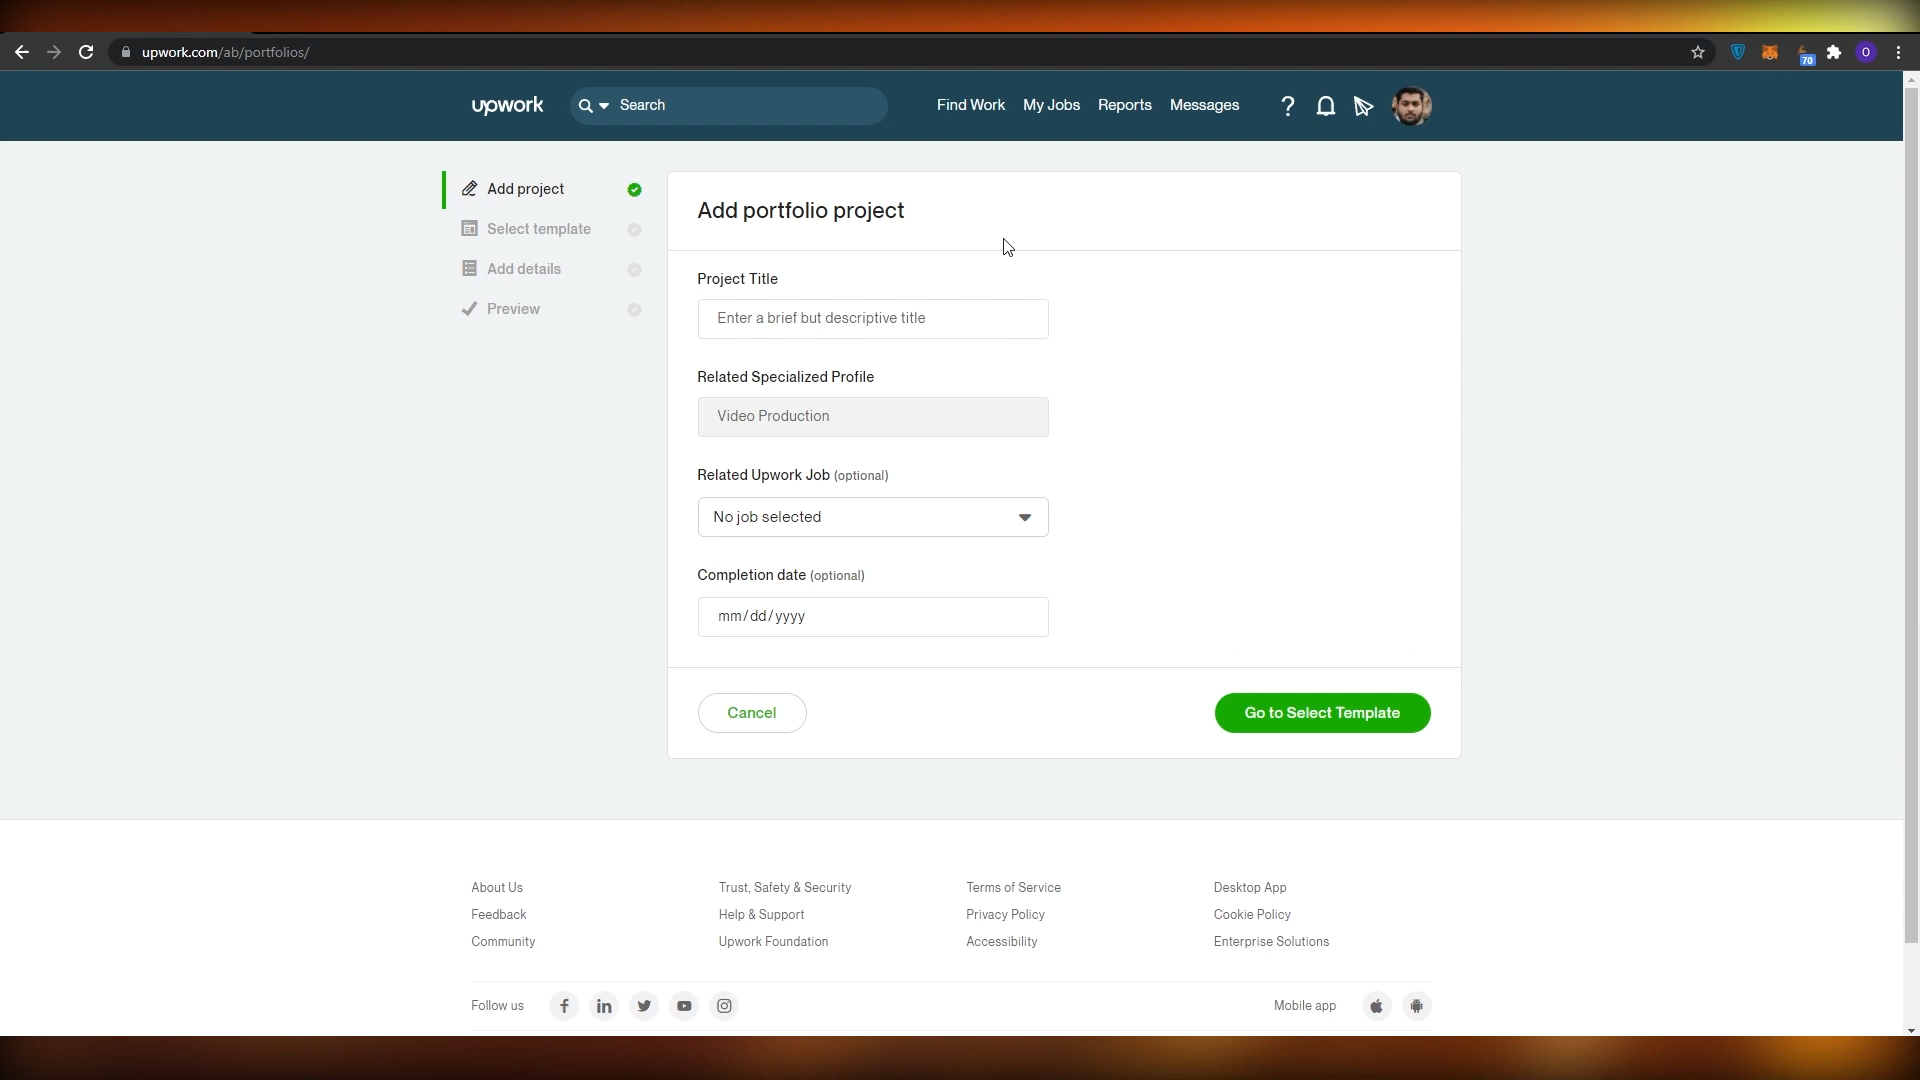 upwork.com/ab/portfolios/
70
O
upwork
Search
Find Work
My Jobs
Reports
Messages
Add project
Select template
Add details
Preview
Add portfolio project
Project Title
Enter a brief but descriptive title
Related Specialized Profile
Video Production
Related Upwork Job (optional)
No job selected
Completion date (optional)
mm/dd/yyyy
Cancel
Go to Select Template
About Us
Trust, Safety & Security
Terms of Service
Desktop App
Feedback
Help & Support
Privacy Policy
Cookie Policy
Community
Upwork Foundation
Accessibility
Enterprise Solutions
Follow us
Mobile app